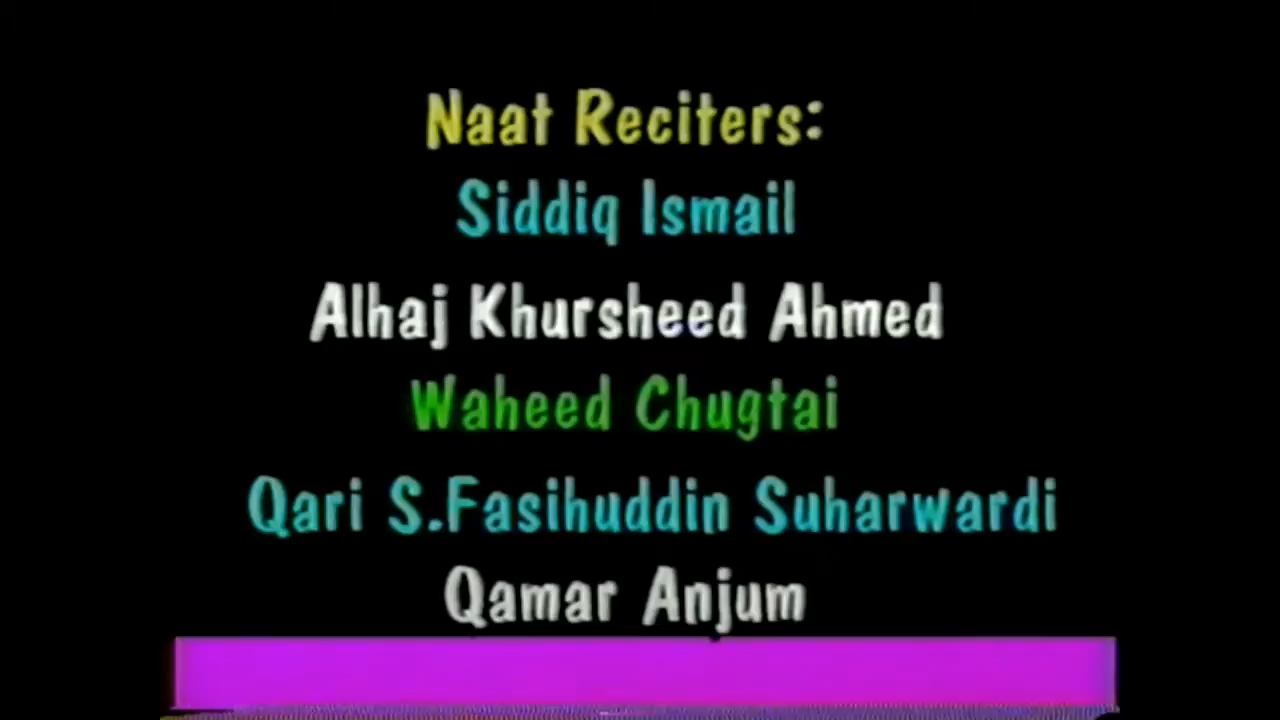 Naat Reciters:
Siddiq Ismail
Alhaj Khursheed Ahmed
Waheed Chugtai
Qari S.Fasihuddin Suharwardi
Qamar Anjum